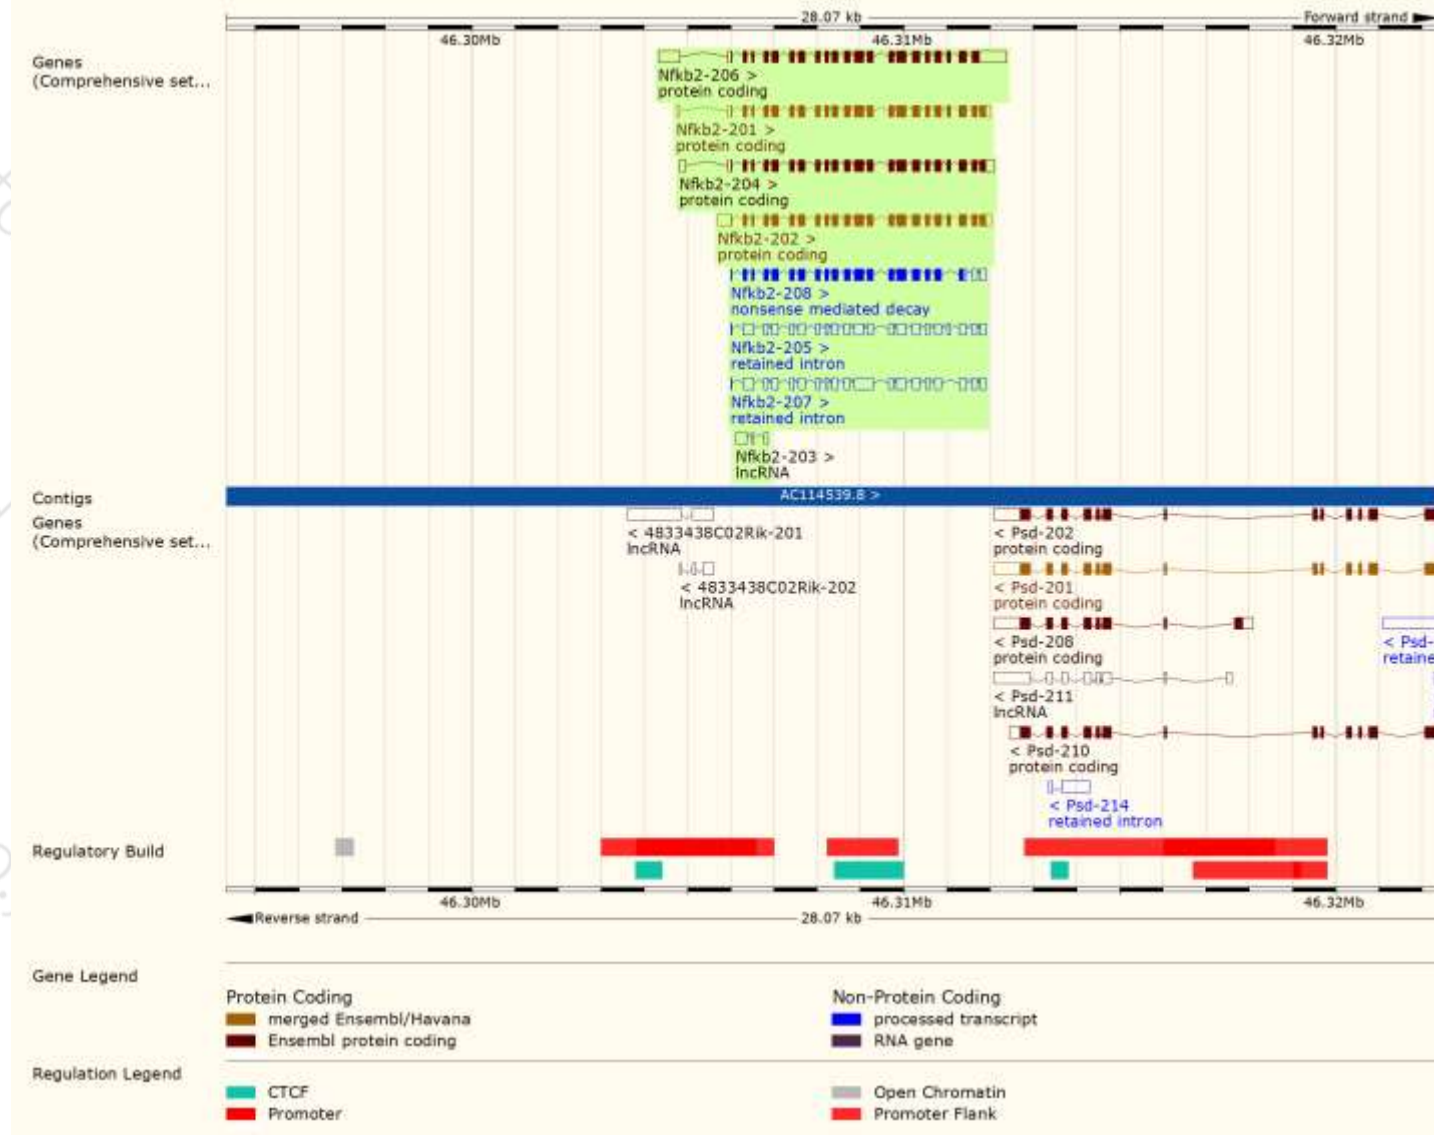 28.07 kb
Forward strand
46.30Mb
46.31Mb
46.32Mb
Genes
(Comprehensive set...
Nfkb2-206 >
protein coding
Nfkb2-201 >
protein coding
Nfkb2-204 >
protein coding
Nfkb2-202 >
protein coding
Nfkb2-208 >
nonsense mediated decay
Nfkb2-205 >
retained intron
Nfkb2-207 >
retained intron
Nfkb2-203 >
lncRNA
Contigs
AC114539.8 >
Genes
(Comprehensive set...
< 4833438C02Rik-201
lncRNA
< 4833438C02Rik-202
lncRNA
< Psd-202
protein coding
< Psd-201
protein coding
< Psd-208
protein coding
< Psd-
retaine
< Psd-211
lncRNA
< Psd-210
protein coding
< Psd-214
retained intron
Regulatory Build
46.30Mb
46.31Mb
46.32Mb
Reverse strand
28.07 kb
Gene Legend
Protein Coding
Non-Protein Coding
merged Ensembl/Havana
processed transcript
Ensembl protein coding
RNA gene
Regulation Legend
CTCF
Open Chromatin
Promoter
Promoter Flank